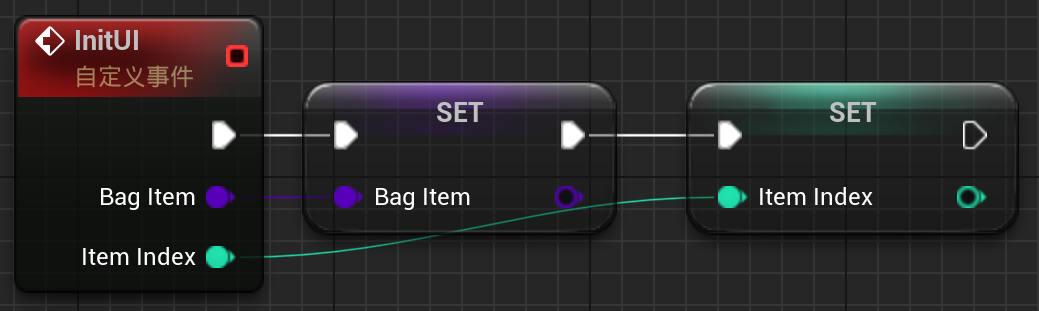 InitUI
自定义事件
SET
SET
Bag Item
Bag Item
Item Index
Item Index